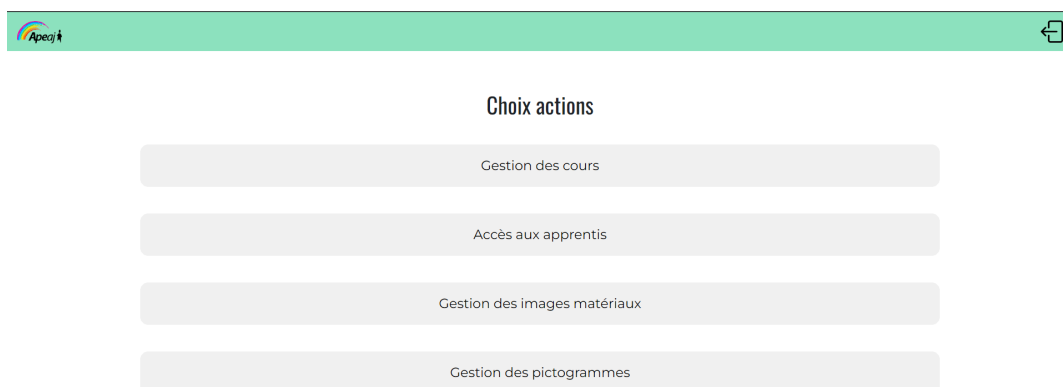 Apeaj
Choix actions
Gestion des cours
Accès aux apprentis
Gestion des images matériaux
Gestion des pictogrammes